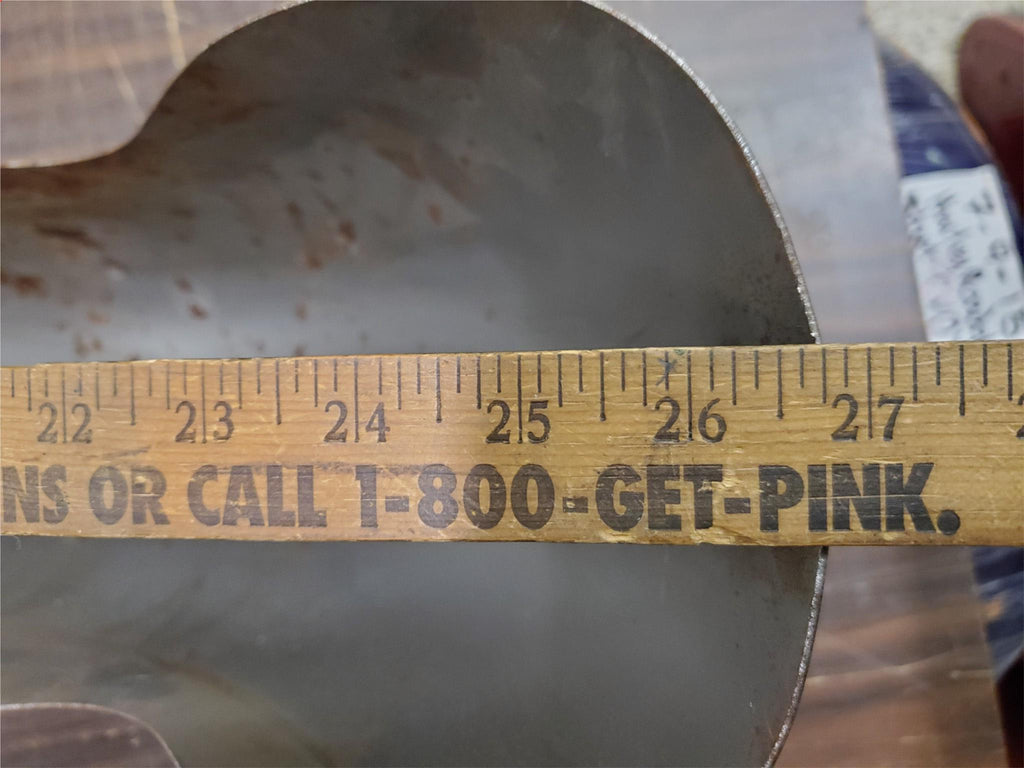 22 23 24 25 26 27
NS OR CALL 1-800-GET-PINK.